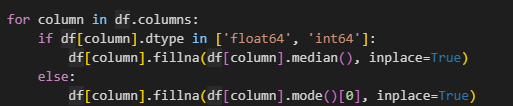 for column in df.columns:
    if df[column].dtype in ['float64', 'int64']:
        df[column].fillna(df[column].median(), inplace=True)
    else:
        df[column].fillna(df[column].mode()[0], inplace=True)